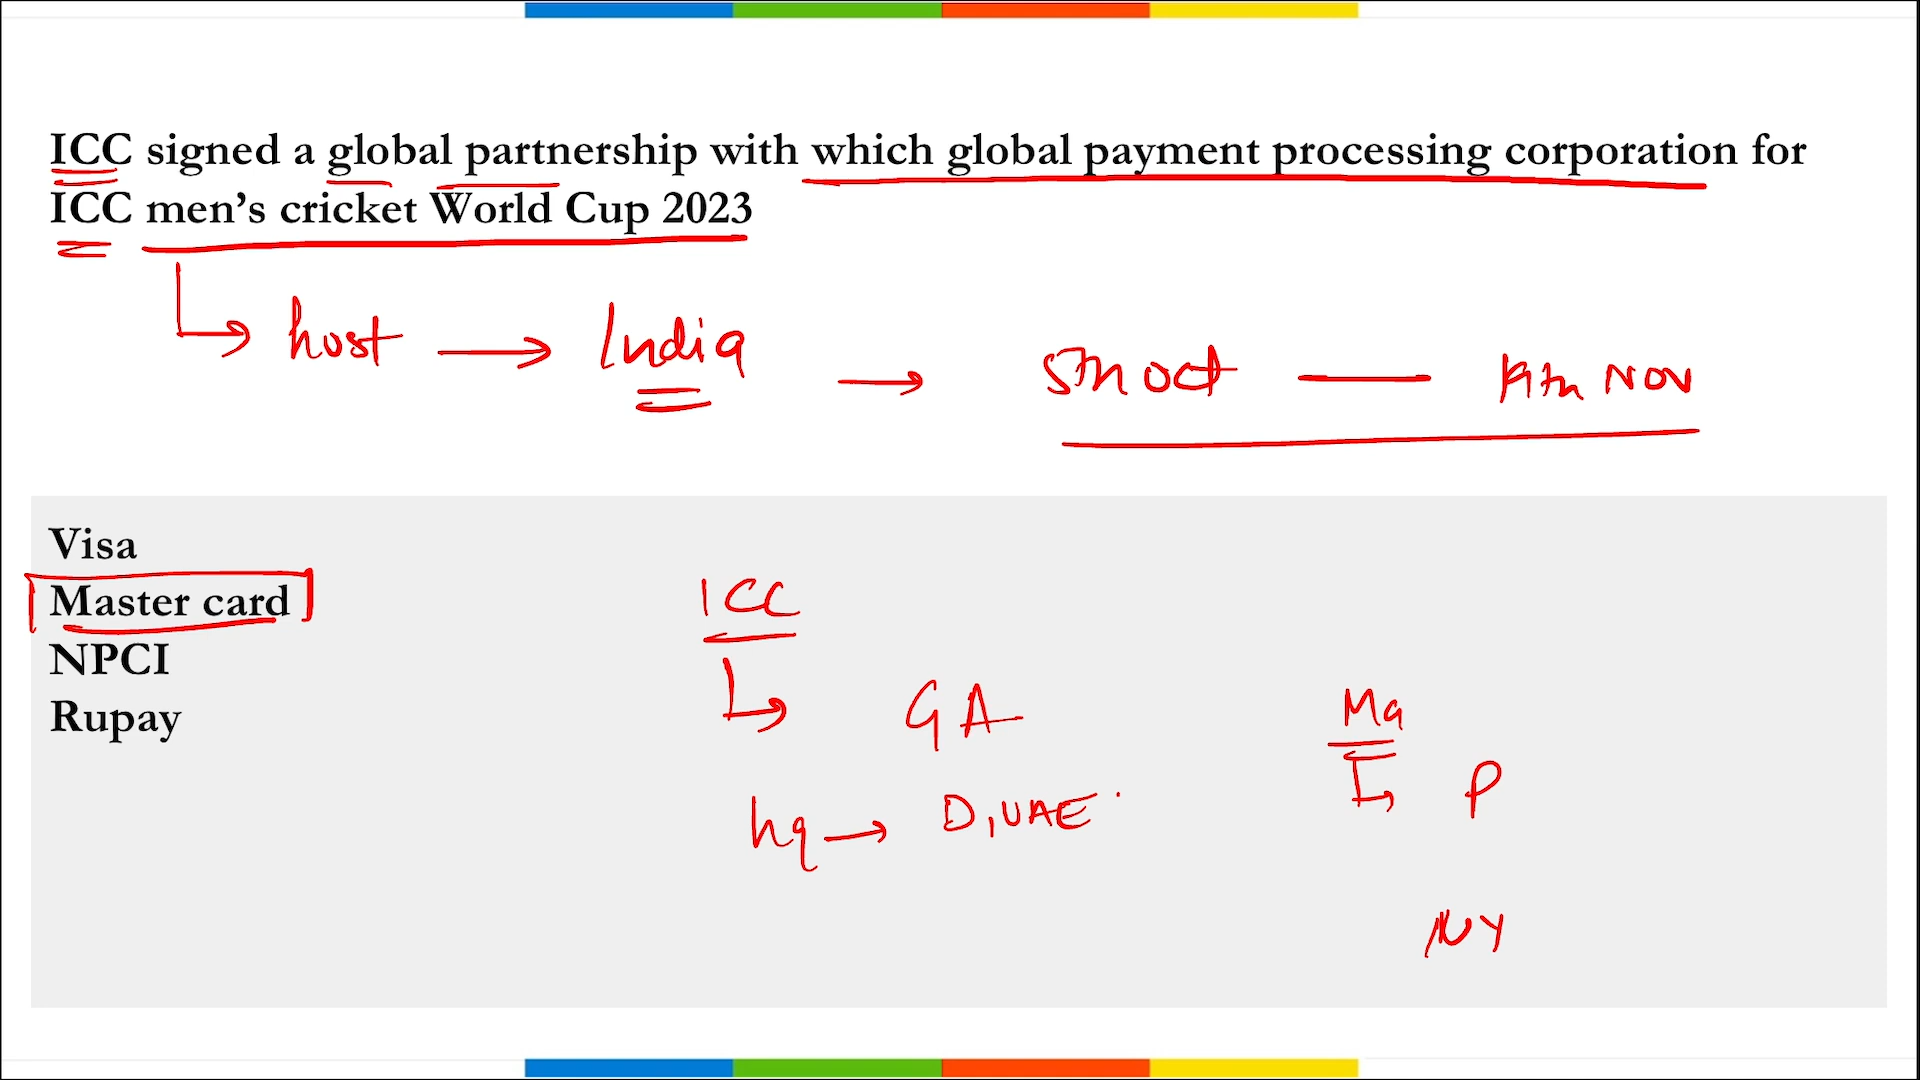 ICC signed a global partnership with which global payment processing corporation for
ICC men's cricket World Cup 2023
host → India → 5th Oct — 19th NOV
Visa
Master card
NPCI
Rupay
ICC
GA
hq → D, UAE
Ma
P
NY